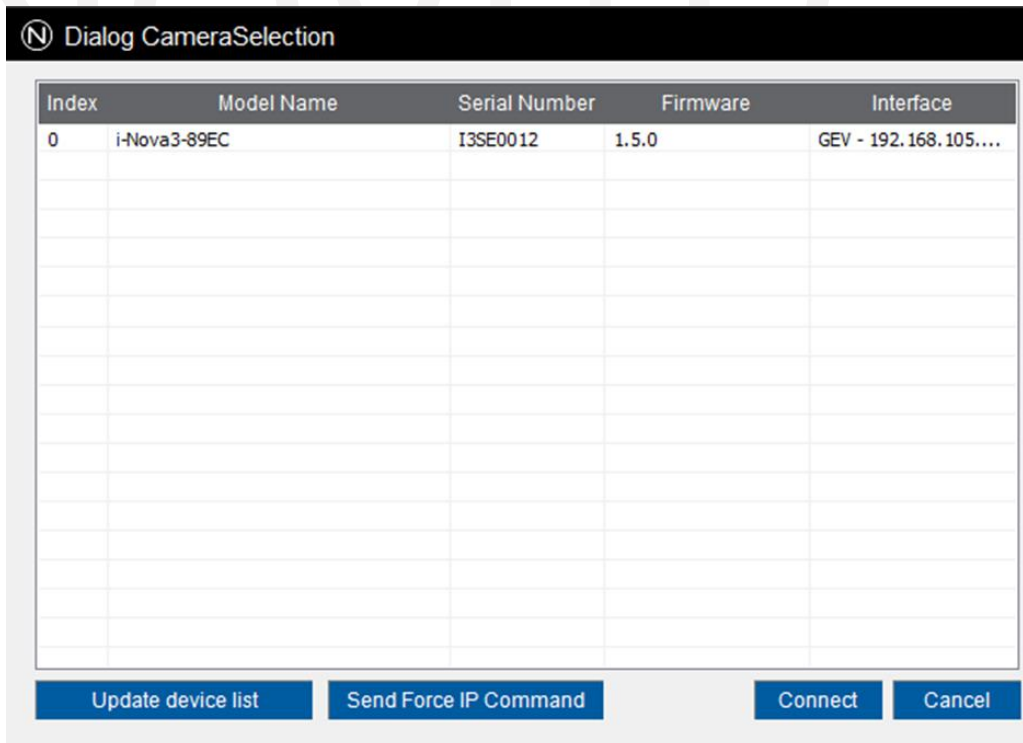 N Dialog CameraSelection
Index Model Name Serial Number Firmware Interface
0 i-Nova3-89EC I3SE0012 1.5.0 GEV - 192.168.105....
Update device list Send Force IP Command Connect Cancel